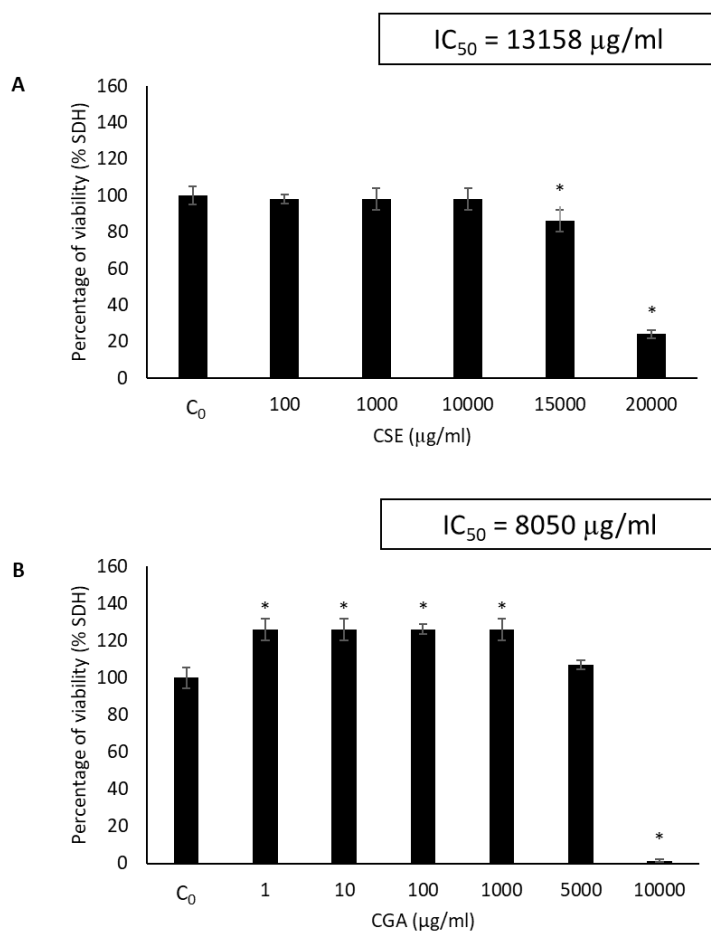 IC₅₀ = 13158 µg/ml
A
Percentage of viability (% SDH)
160
140
120
100
80
60
40
20
0
*
*
C₀ 100 1000 10000 15000 20000
CSE (µg/ml)
IC₅₀ = 8050 µg/ml
B
Percentage of viability (% SDH)
160
140
120
100
80
60
40
20
0
* * * *
*
C₀ 1 10 100 1000 5000 10000
CGA (µg/ml)